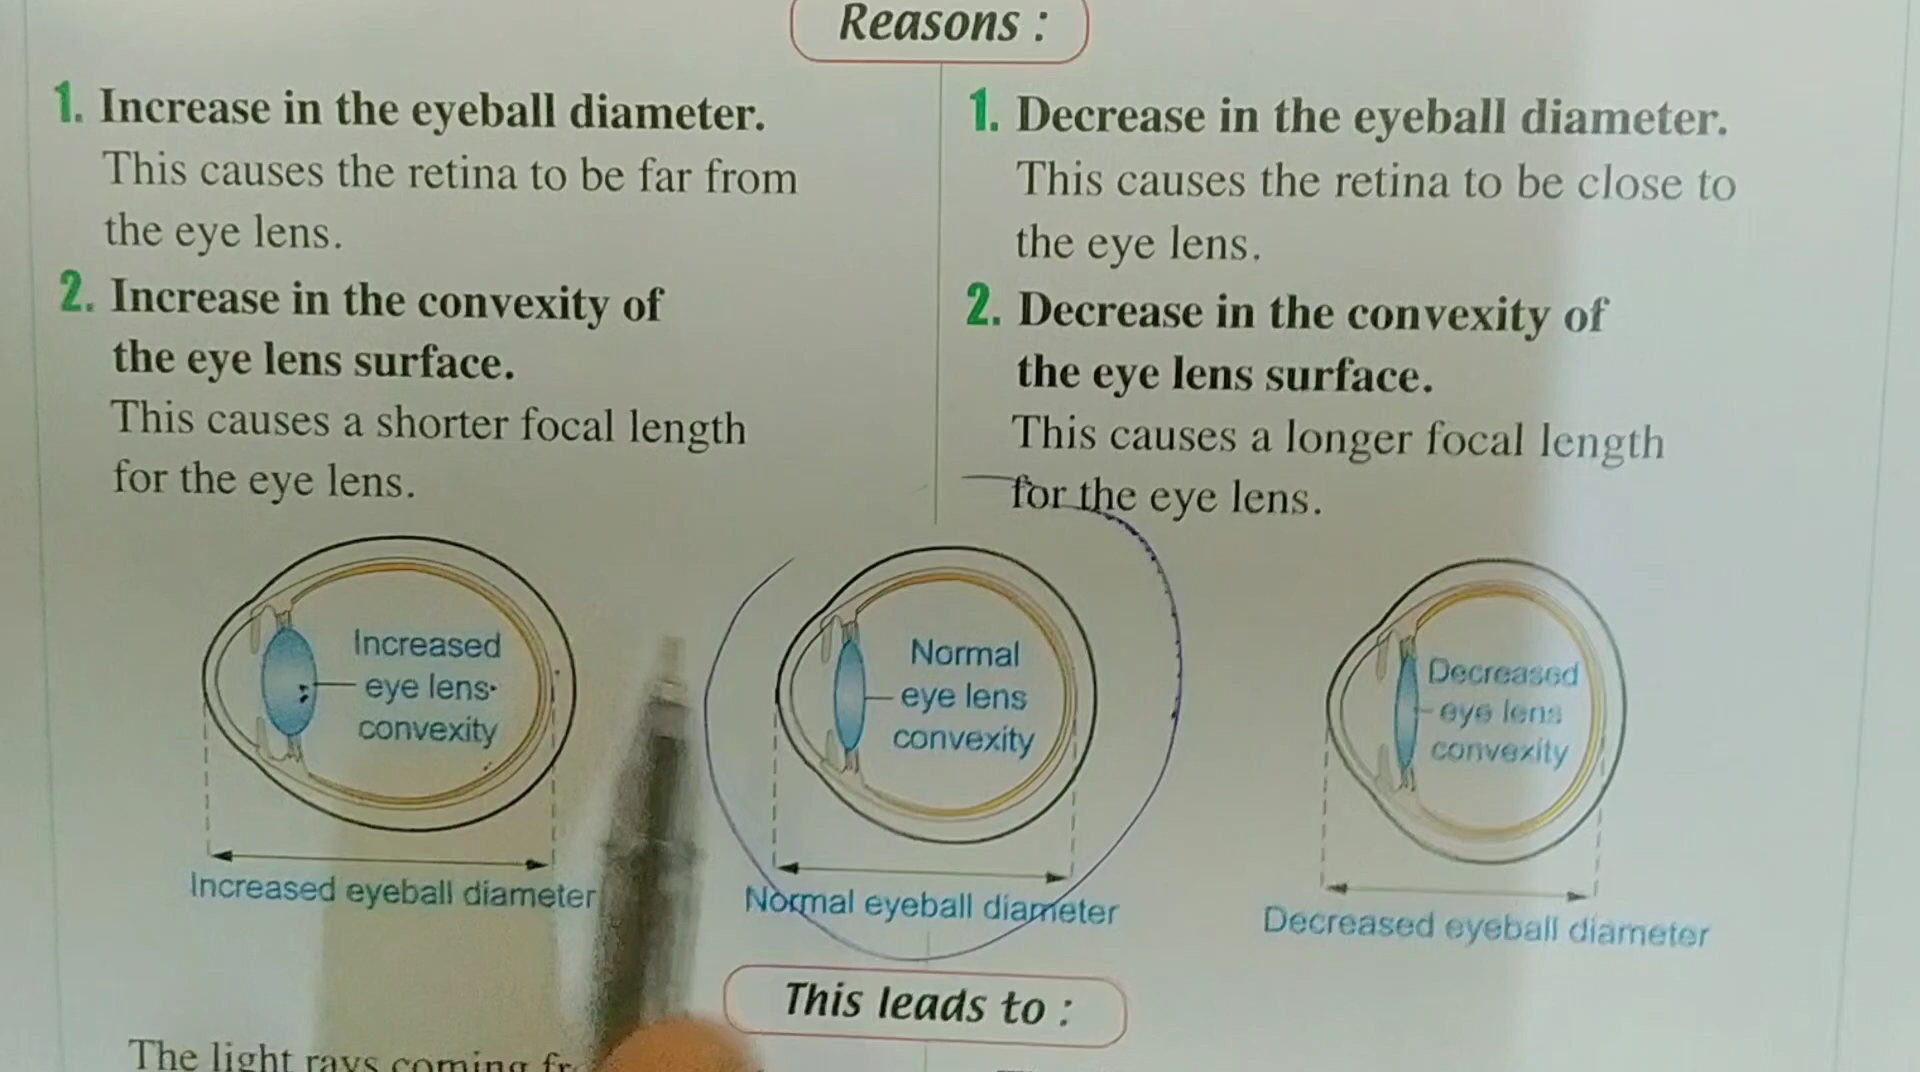 Reasons :
1. Increase in the eyeball diameter.
This causes the retina to be far from
the eye lens.
2. Increase in the convexity of
the eye lens surface.
This causes a shorter focal length
for the eye lens.
1. Decrease in the eyeball diameter.
This causes the retina to be close to
the eye lens.
2. Decrease in the convexity of
the eye lens surface.
This causes a longer focal length
for the eye lens.
Increased
eye lens
convexity
Increased eyeball diameter
Normal
eye lens
convexity
Normal eyeball diameter
Decreased
eye lens
convexity
Decreased eyeball diameter
This leads to :
The light rays coming